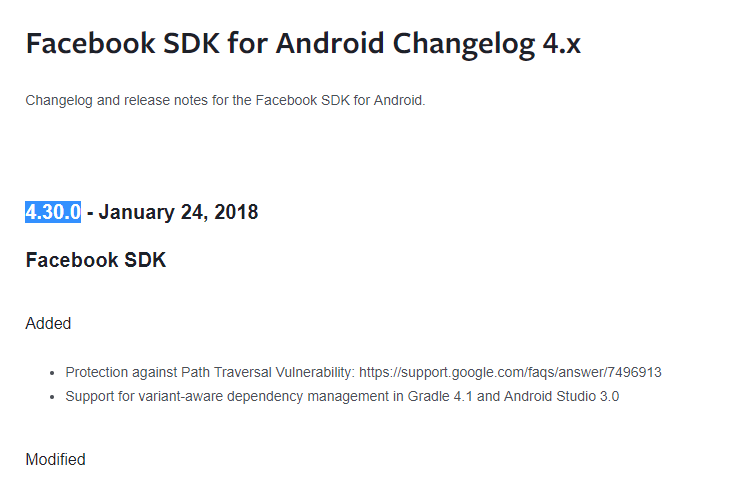 Facebook SDK for Android Changelog 4.x
Changelog and release notes for the Facebook SDK for Android.
4.30.0 - January 24, 2018
Facebook SDK
Added
• Protection against Path Traversal Vulnerability: https://support.google.com/faqs/answer/7496913
• Support for variant-aware dependency management in Gradle 4.1 and Android Studio 3.0
Modified